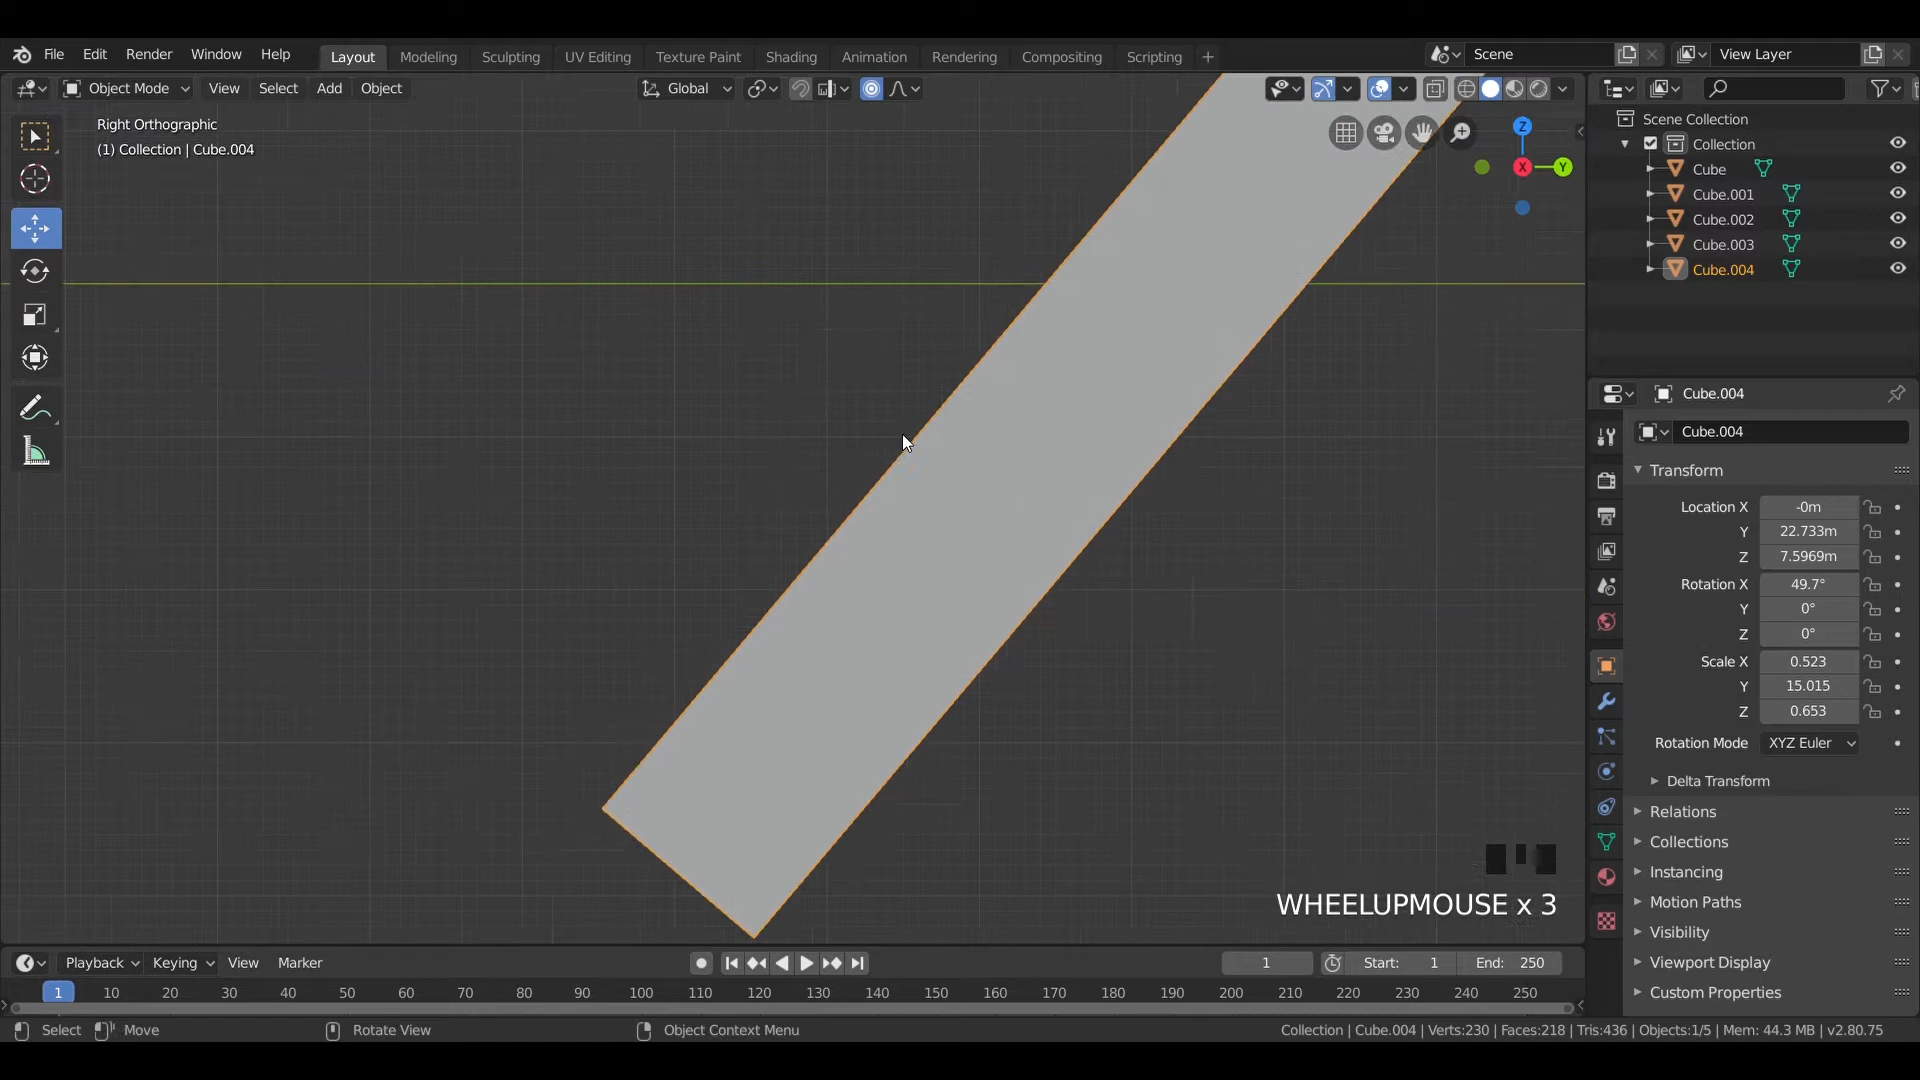 File Edit Render Window Help Layout Modeling Sculpting UV Editing Texture Paint Shading Animation Rendering Compositing Scripting + Scene View Layer
Object Mode View Select Add Object Global
Right Orthographic
(1) Collection | Cube.004
Z
X
Y
Scene Collection
Collection
Cube
Cube.001
Cube.002
Cube.003
Cube.004
Cube.004
Cube.004
Transform
Location X -0m
Y 22.733m
Z 7.5969m
Rotation X 49.7°
Y 0°
Z 0°
Scale X 0.523
Y 15.015
Z 0.653
Rotation Mode XYZ Euler
Delta Transform
Relations
Collections
Instancing
Motion Paths
Visibility
Viewport Display
Custom Properties
WHEELUPMOUSE x 3
Playback Keying View Marker 1 Start: 1 End: 250
1 10 20 30 40 50 60 70 80 90 100 110 120 130 140 150 160 170 180 190 200 210 220 230 240 250
Select Move Rotate View Object Context Menu Collection | Cube.004 | Verts:230 | Faces:218 | Tris:436 | Objects:1/5 | Mem: 44.3 MB | v2.80.75